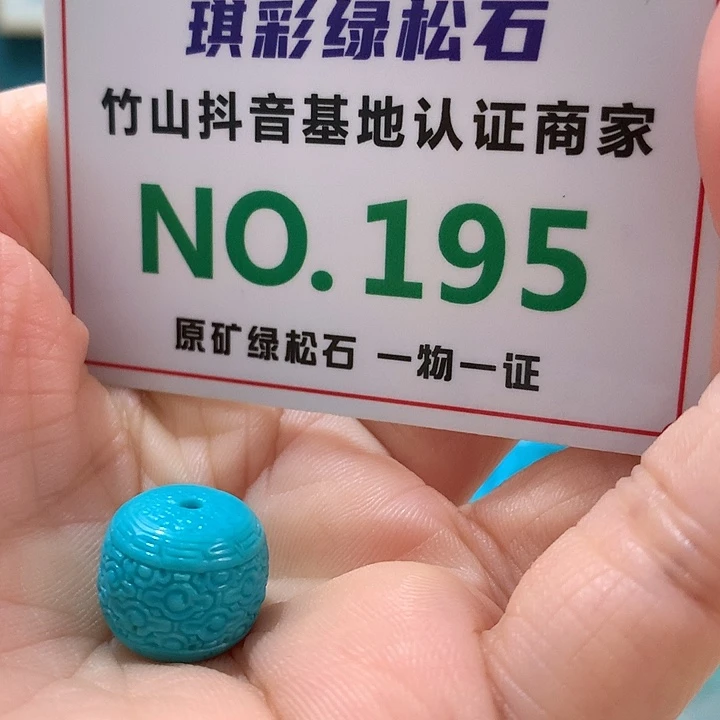 琪彩绿松石
竹山抖音基地认证商家
NO.195
原矿绿松石 一物一证